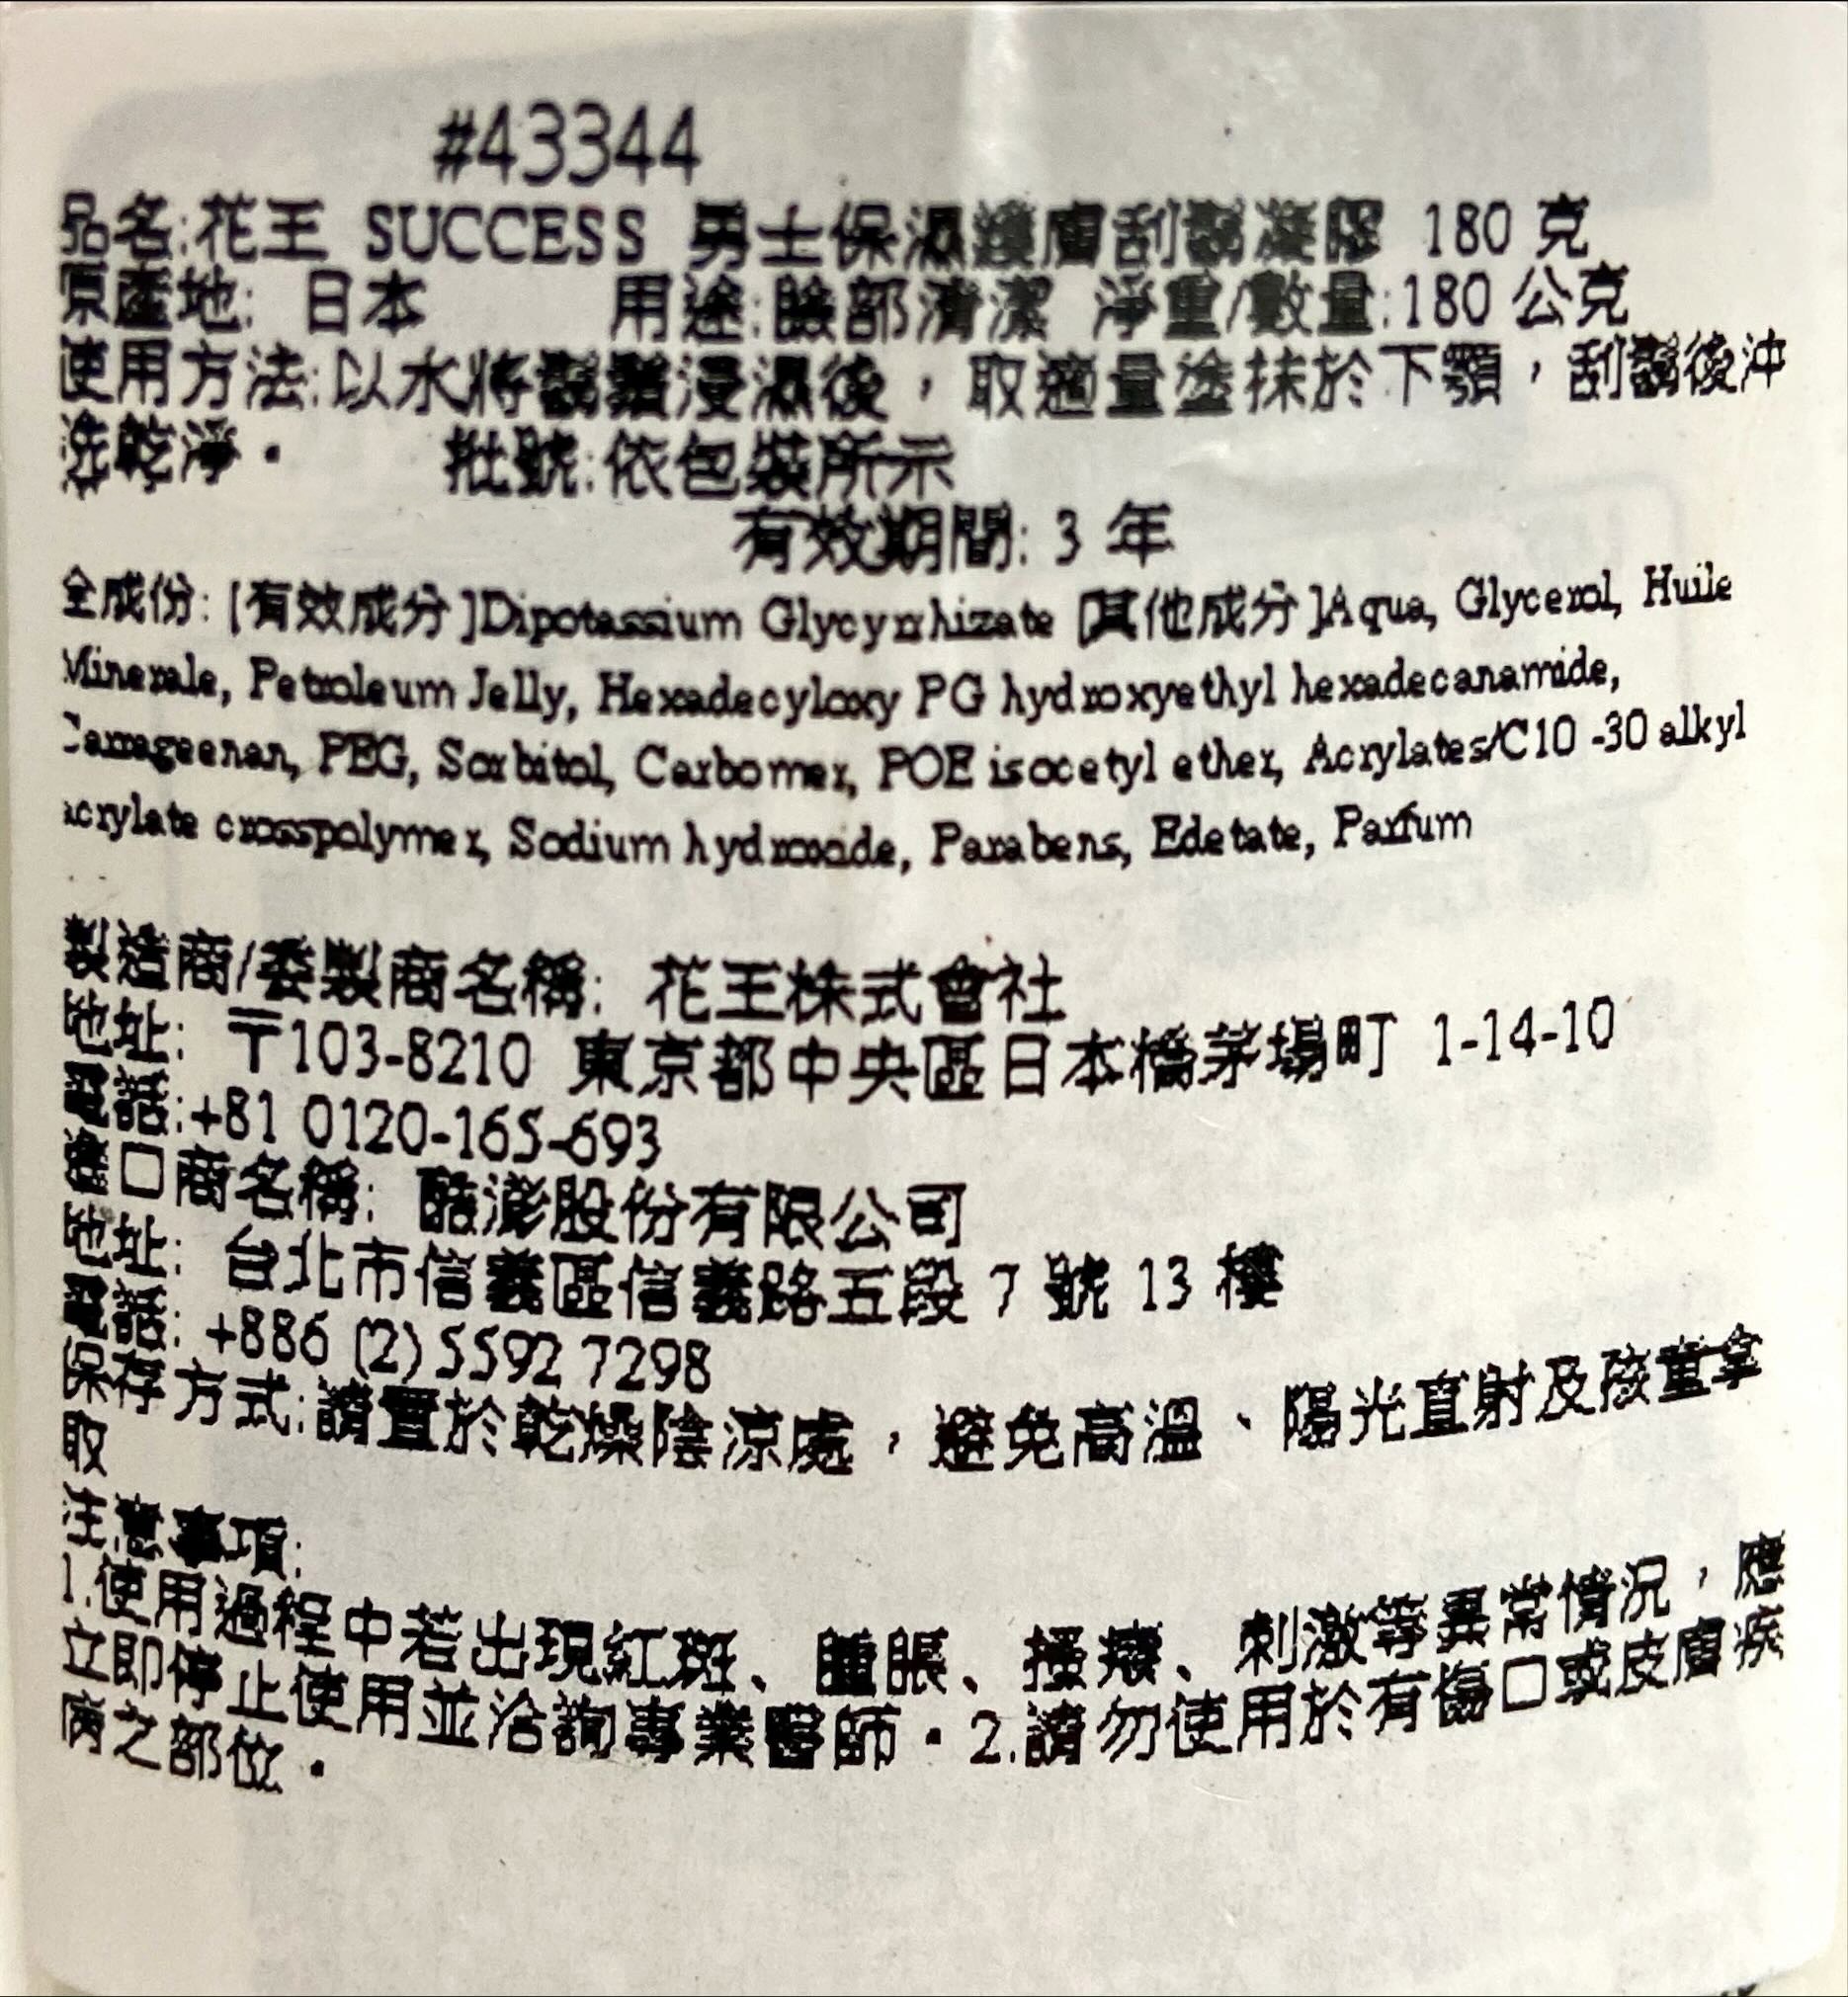 #43344
品名:花王 SUCCESS 男士保濕護膚刮鬍凝膠 180 克
原產地: 日本 用途:臉部清潔 淨重/數量:180 公克
使用方法:以水將鬍鬚浸濕後，取適量塗抹於下顎，刮鬍後沖
洗乾淨。 批號:依包裝所示
有效期間: 3 年
全成份: [有效成分]Dipotassium Glycyrrhizate [其他成分]Aqua, Glycerol, Huile
Minerale, Petroleum Jelly, Hexadecyloxy PG hydroxyethyl hexadecanamide,
Carrageenan, PEG, Sorbitol, Carbomer, POE isocetyl ether, Acrylates/C10 -30 alkyl
acrylate crosspolymer, Sodium hydroxide, Parabens, Edetate, Parfum
製造商/委製商名稱: 花王株式會社
地址: 〒103-8210 東京都中央區日本橋茅場町 1-14-10
電話:+81 0120-165-693
進口商名稱: 酷澎股份有限公司
地址: 台北市信義區信義路五段 7 號 13 樓
電話: +886 (2) 5592 7298
保存方式:請置於乾燥陰涼處，避免高溫、陽光直射及孩童拿
取
注意事項:
1.使用過程中若出現紅斑、腫脹、搔癢、刺激等異常情況，應
立即停止使用並洽詢專業醫師。2.請勿使用於有傷口或皮膚疾
病之部位。